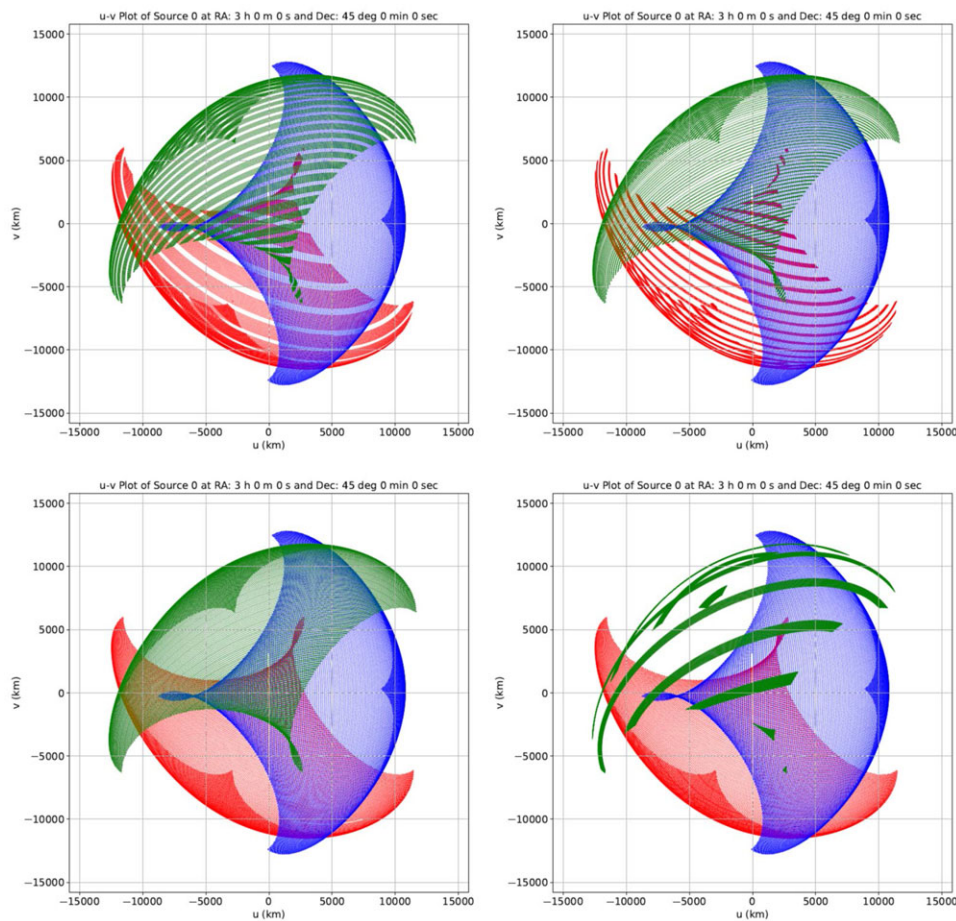 u-v Plot of Source 0 at RA: 3 h 0 m 0 s and Dec: 45 deg 0 min 0 sec
15000
10000
5000
0
−5000
−10000
−15000
v (km)
−15000 −10000 −5000 0 5000 10000 15000
u (km)
u-v Plot of Source 0 at RA: 3 h 0 m 0 s and Dec: 45 deg 0 min 0 sec
15000
10000
5000
0
−5000
−10000
−15000
v (km)
−15000 −10000 −5000 0 5000 10000 15000
u (km)
u-v Plot of Source 0 at RA: 3 h 0 m 0 s and Dec: 45 deg 0 min 0 sec
15000
10000
5000
0
−5000
−10000
−15000
v (km)
−15000 −10000 −5000 0 5000 10000 15000
u (km)
u-v Plot of Source 0 at RA: 3 h 0 m 0 s and Dec: 45 deg 0 min 0 sec
15000
10000
5000
0
−5000
−10000
−15000
v (km)
−15000 −10000 −5000 0 5000 10000 15000
u (km)